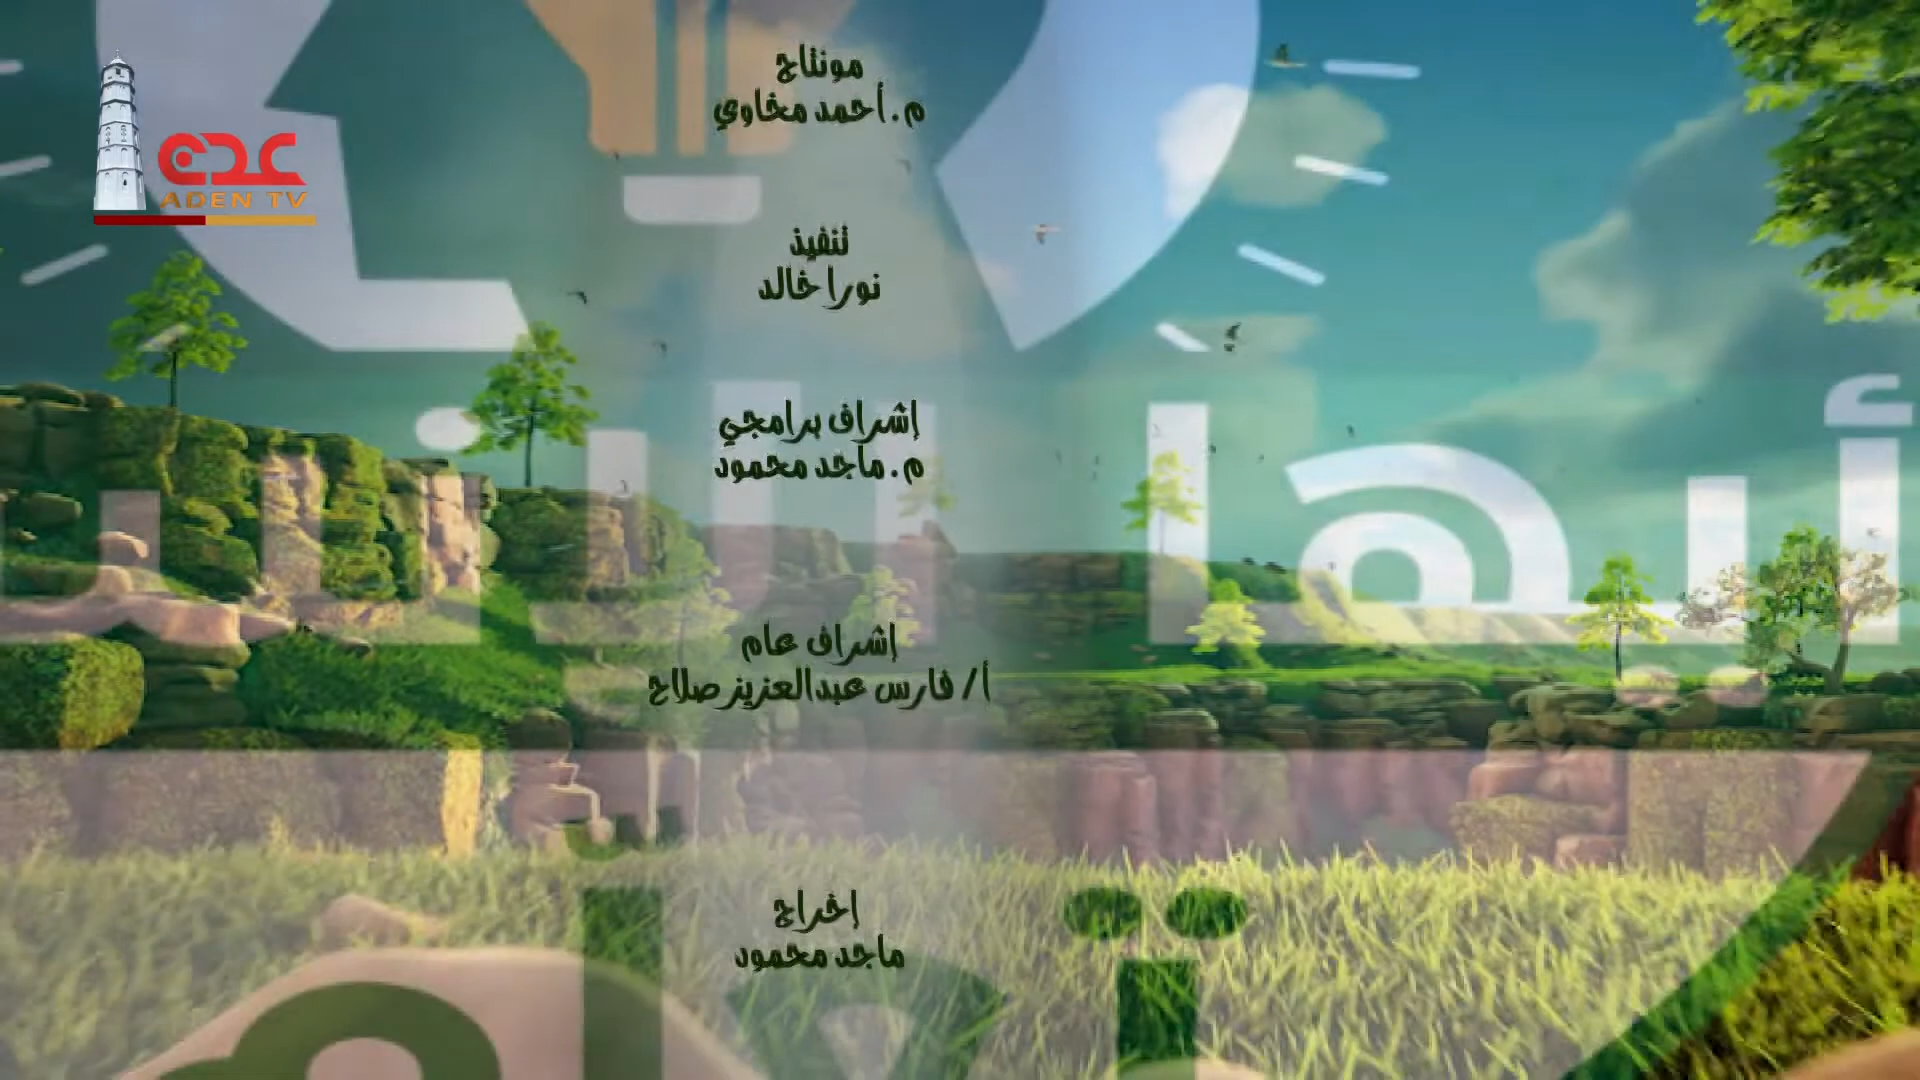 عدن
ADEN TV
مونتاج
م.أحمد مخاوي
تنفيذ
نورا خالد
إشراف برامجي
م.ماجد محمود
إشراف عام
أ/ فارس عبدالعزيز صلاح
إخراج
ماجد محمود
أيها